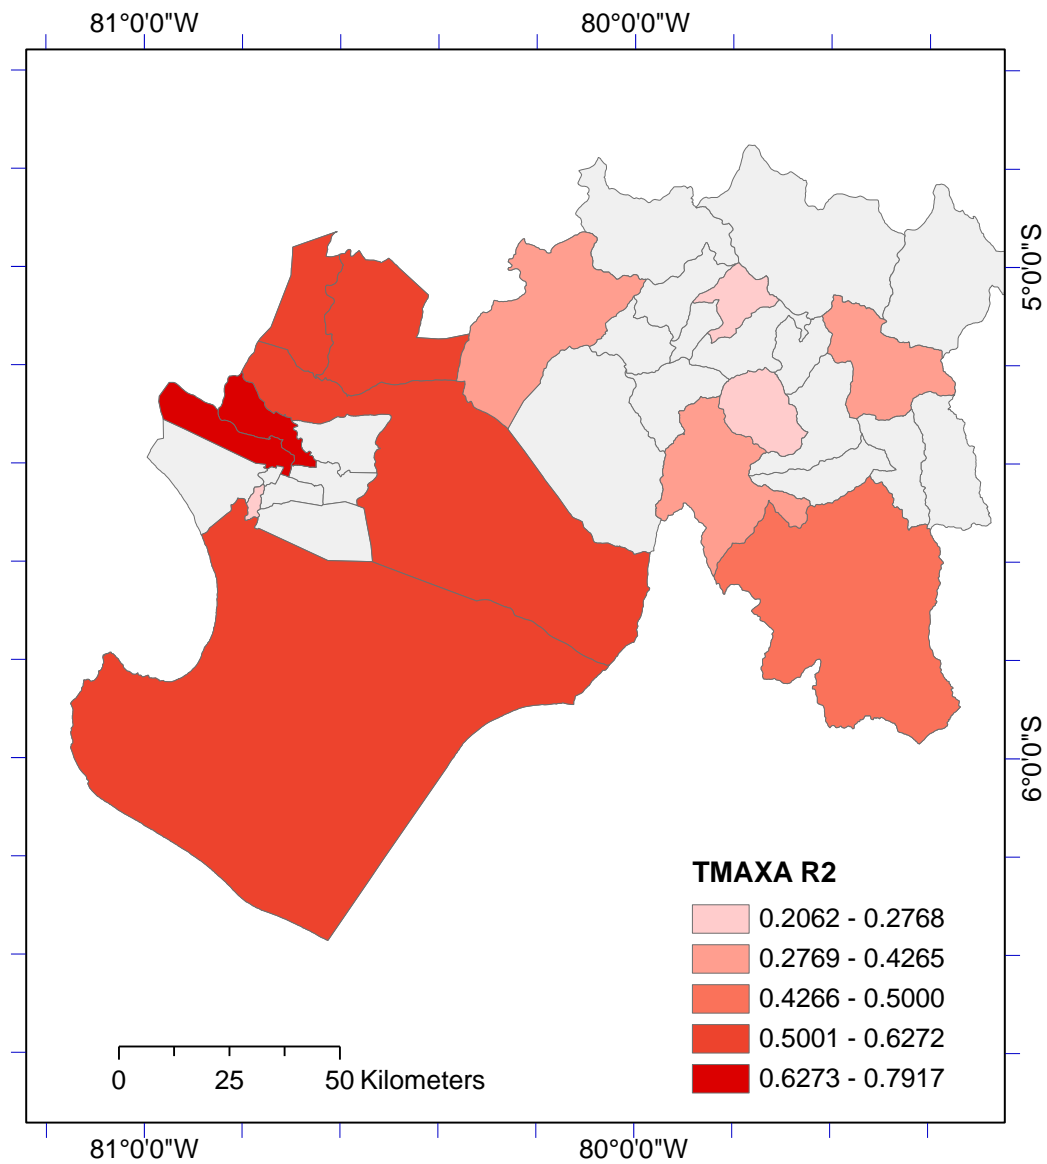 81°0'0"W 80°0'0"W
5°0'0"S
6°0'0"S
TMAXA R2
0.2062 - 0.2768
0.2769 - 0.4265
0.4266 - 0.5000
0.5001 - 0.6272
0.6273 - 0.7917
0 25 50 Kilometers
81°0'0"W 80°0'0"W